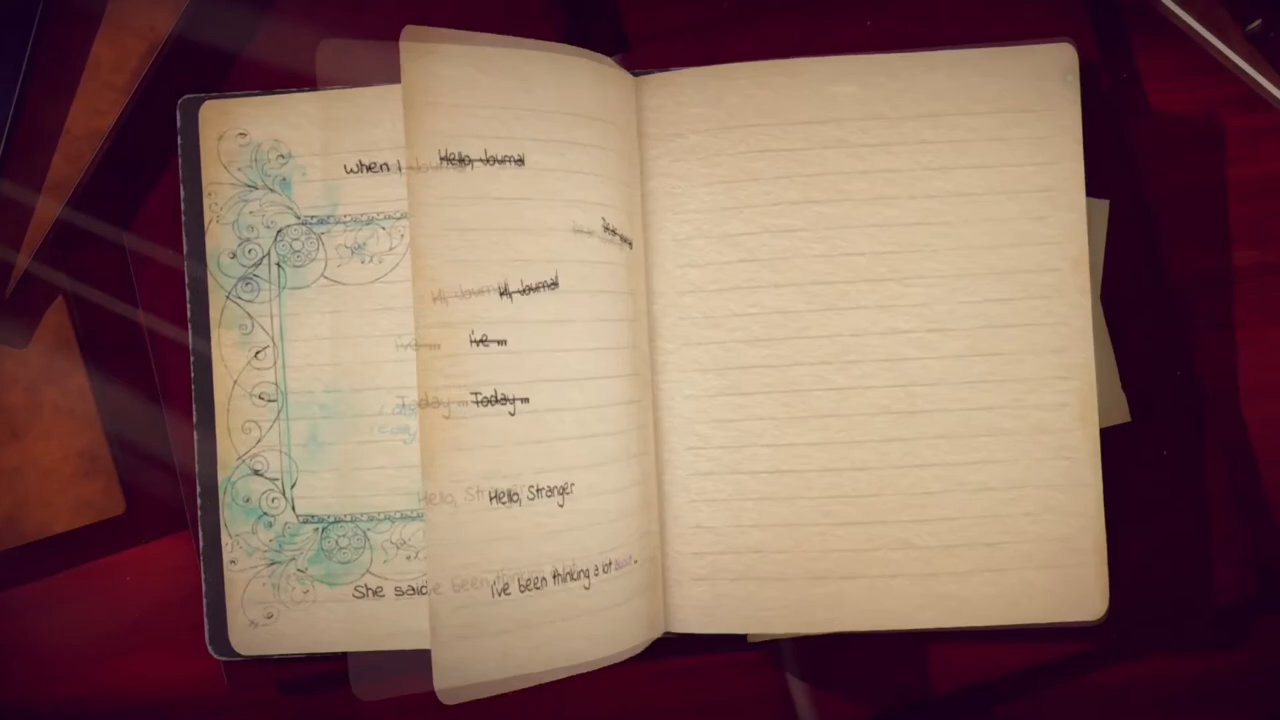 when I
Hello, Journal
Hi, Journal
I've ...
Today ...
Hello, Stranger
I've been thinking a lot
She said